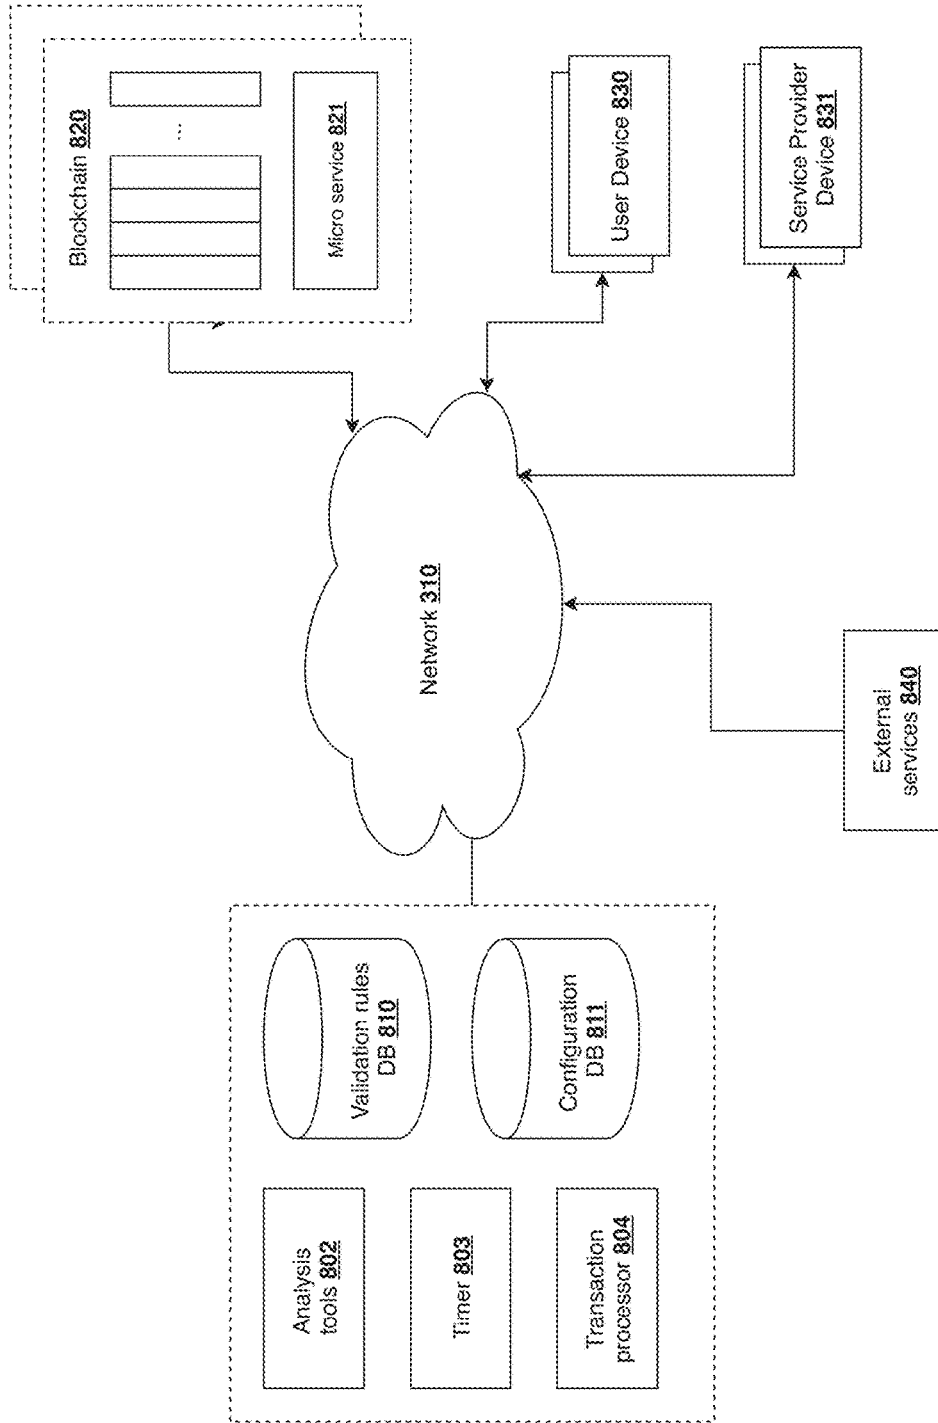 Analysis
tools 802
Timer 803
Transaction
processor 804
Validation rules
DB 810
Configuration
DB 811
Network 310
External
services 840
Blockchain 820
...
Micro service 821
User Device 830
Service Provider
Device 831